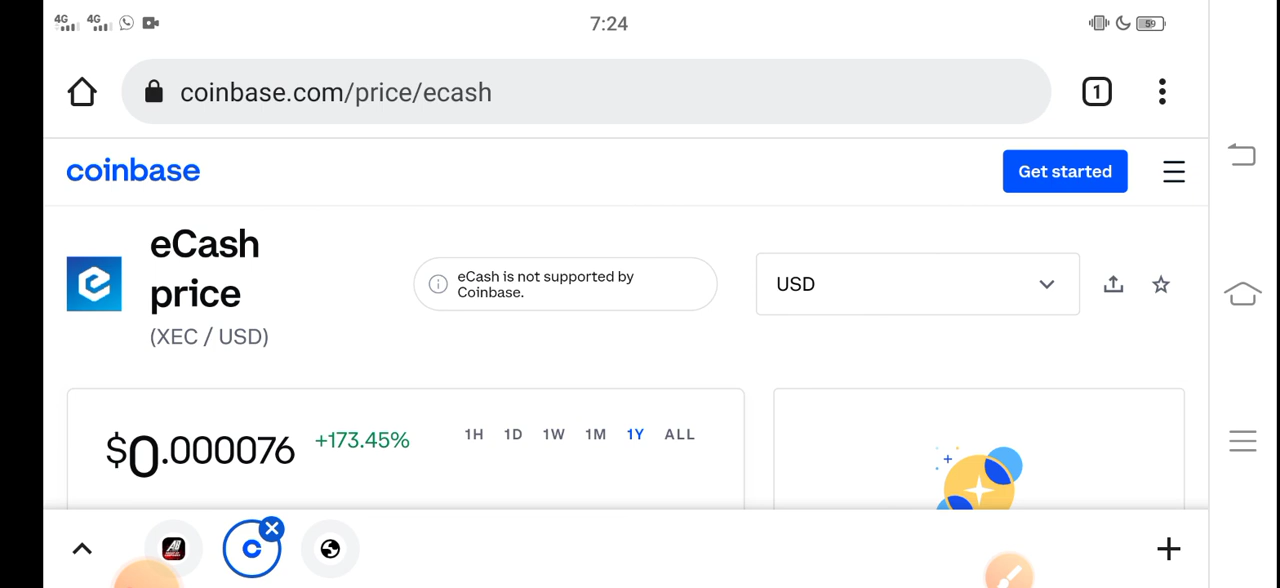 4G 4G 7:24 59
coinbase.com/price/ecash 1
coinbase Get started
eCash
price
(XEC / USD)
eCash is not supported by
Coinbase.
USD
$0.000076 +173.45% 1H 1D 1W 1M 1Y ALL